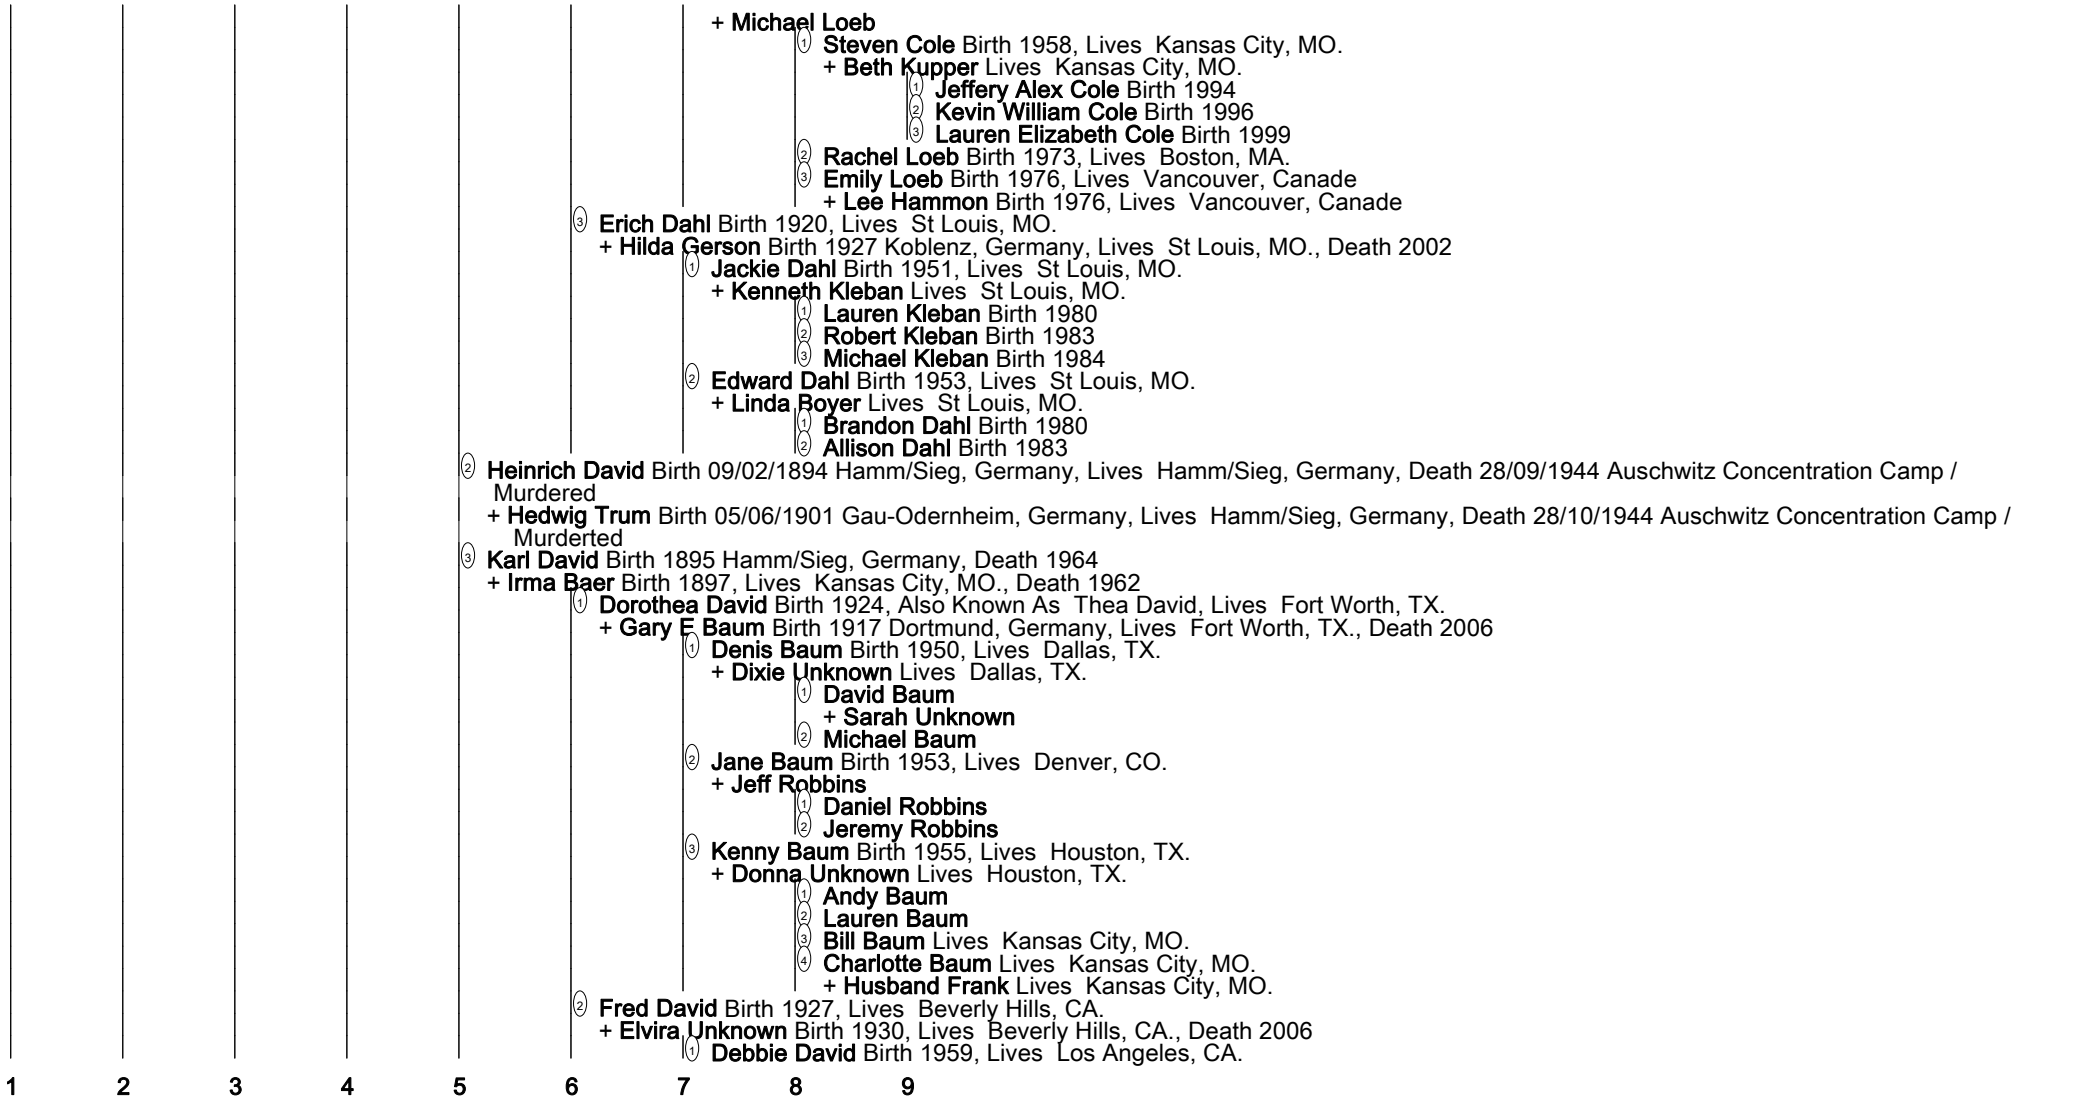 + Michael Loeb
1 Steven Cole Birth 1958, Lives  Kansas City, MO.
+ Beth Kupper Lives  Kansas City, MO.
1 Jeffery Alex Cole Birth 1994
2 Kevin William Cole Birth 1996
3 Lauren Elizabeth Cole Birth 1999
2 Rachel Loeb Birth 1973, Lives  Boston, MA.
3 Emily Loeb Birth 1976, Lives  Vancouver, Canade
+ Lee Hammon Birth 1976, Lives  Vancouver, Canade
3 Erich Dahl Birth 1920, Lives  St Louis, MO.
+ Hilda Gerson Birth 1927 Koblenz, Germany, Lives  St Louis, MO., Death 2002
1 Jackie Dahl Birth 1951, Lives  St Louis, MO.
+ Kenneth Kleban Lives  St Louis, MO.
1 Lauren Kleban Birth 1980
2 Robert Kleban Birth 1983
3 Michael Kleban Birth 1984
2 Edward Dahl Birth 1953, Lives  St Louis, MO.
+ Linda Boyer Lives  St Louis, MO.
1 Brandon Dahl Birth 1980
2 Allison Dahl Birth 1983
2 Heinrich David Birth 09/02/1894 Hamm/Sieg, Germany, Lives  Hamm/Sieg, Germany, Death 28/09/1944 Auschwitz Concentration Camp /
Murdered
+ Hedwig Trum Birth 05/06/1901 Gau-Odernheim, Germany, Lives  Hamm/Sieg, Germany, Death 28/10/1944 Auschwitz Concentration Camp /
Murderted
3 Karl David Birth 1895 Hamm/Sieg, Germany, Death 1964
+ Irma Baer Birth 1897, Lives  Kansas City, MO., Death 1962
1 Dorothea David Birth 1924, Also Known As  Thea David, Lives  Fort Worth, TX.
+ Gary E Baum Birth 1917 Dortmund, Germany, Lives  Fort Worth, TX., Death 2006
1 Denis Baum Birth 1950, Lives  Dallas, TX.
+ Dixie Unknown Lives  Dallas, TX.
1 David Baum
+ Sarah Unknown
2 Michael Baum
2 Jane Baum Birth 1953, Lives  Denver, CO.
+ Jeff Robbins
1 Daniel Robbins
2 Jeremy Robbins
3 Kenny Baum Birth 1955, Lives  Houston, TX.
+ Donna Unknown Lives  Houston, TX.
1 Andy Baum
2 Lauren Baum
3 Bill Baum Lives  Kansas City, MO.
4 Charlotte Baum Lives  Kansas City, MO.
+ Husband Frank Lives  Kansas City, MO.
2 Fred David Birth 1927, Lives  Beverly Hills, CA.
+ Elvira Unknown Birth 1930, Lives  Beverly Hills, CA., Death 2006
1 Debbie David Birth 1959, Lives  Los Angeles, CA.
1 2 3 4 5 6 7 8 9